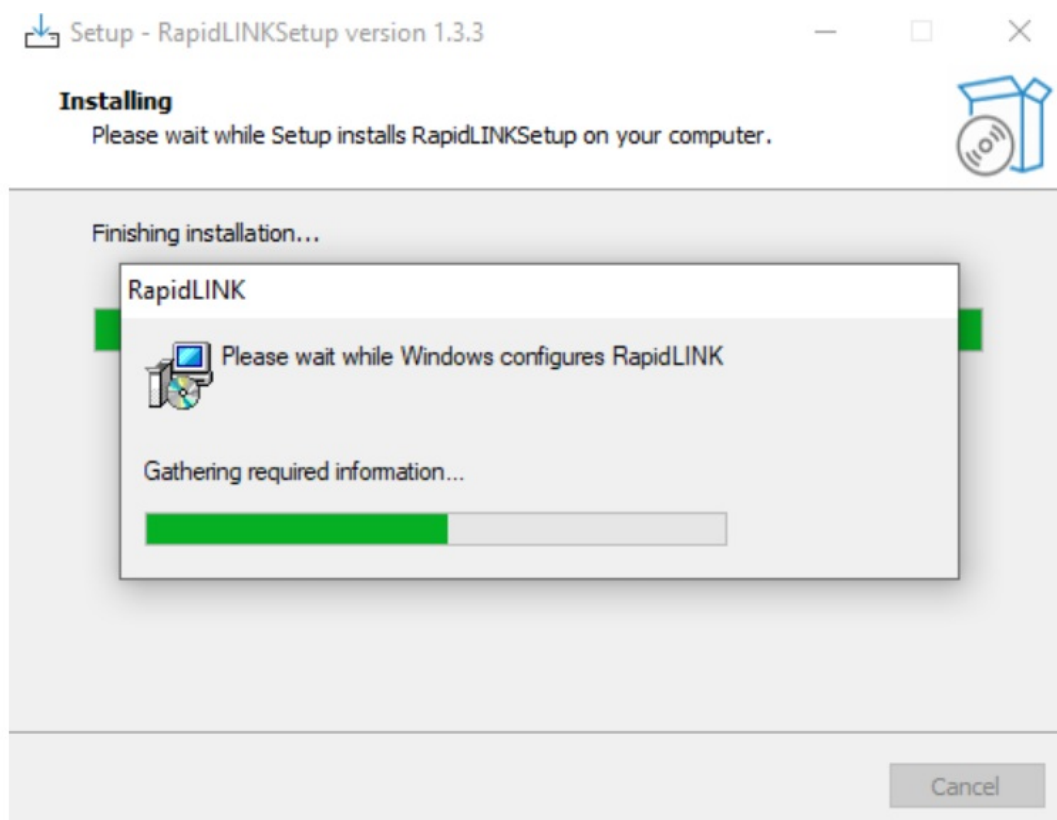 Setup - RapidLINKSetup version 1.3.3
Installing
Please wait while Setup installs RapidLINKSetup on your computer.
Finishing installation...
RapidLINK
Please wait while Windows configures RapidLINK
Gathering required information...
Cancel